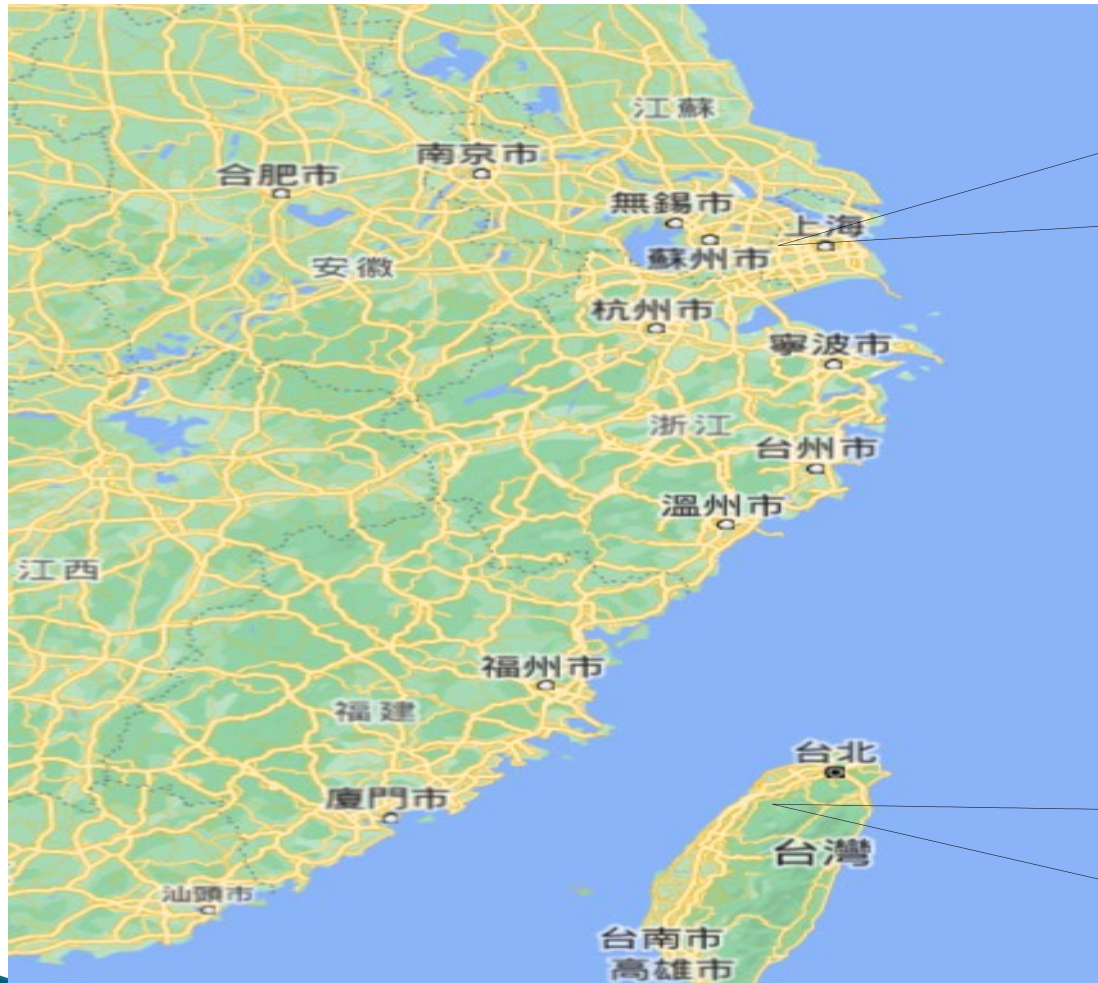 江蘇
南京市
合肥市
無錫市
上海
蘇州市
安徽
杭州市
寧波市
浙江
台州市
溫州市
江西
福州市
福建
台北
廈門市
台灣
汕頭市
台南市
高雄市